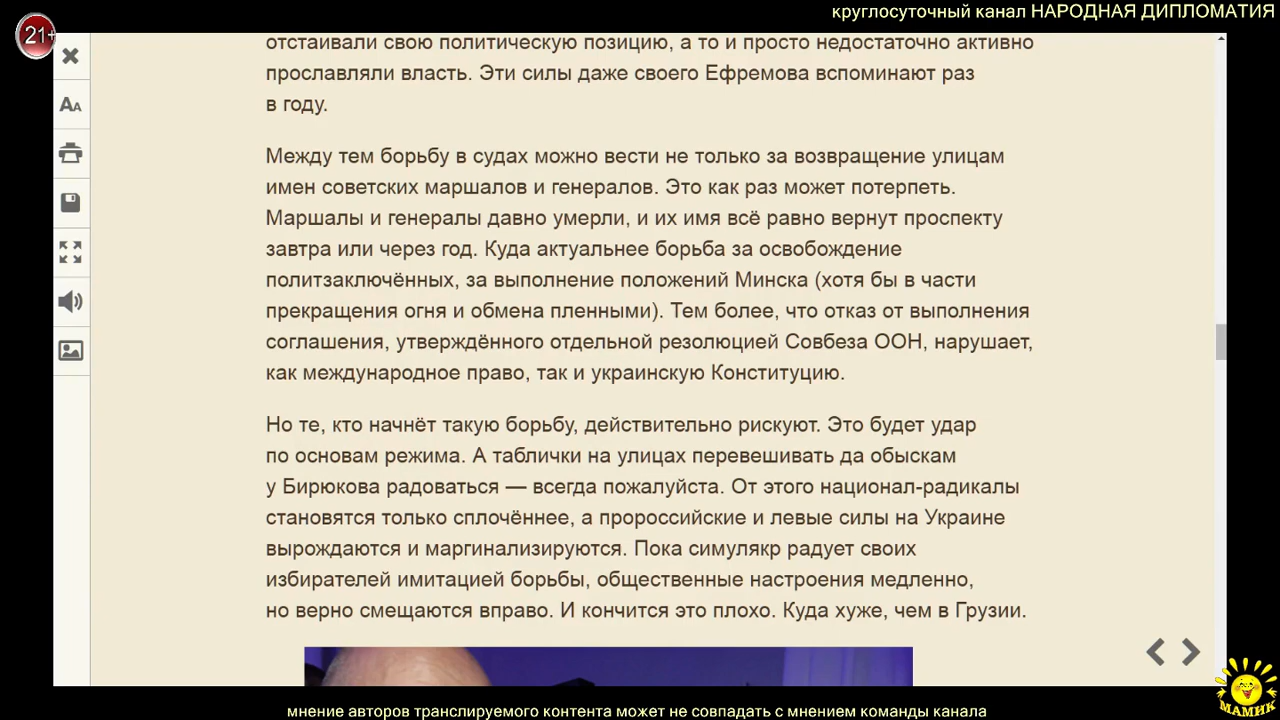 круглосуточный канал НАРОДНАЯ ДИПЛОМАТИЯ
21+
отстаивали свою политическую позицию, а то и просто недостаточно активно
прославляли власть. Эти силы даже своего Ефремова вспоминают раз
в году.
Между тем борьбу в судах можно вести не только за возвращение улицам
имен советских маршалов и генералов. Это как раз может потерпеть.
Маршалы и генералы давно умерли, и их имя всё равно вернут проспекту
завтра или через год. Куда актуальнее борьба за освобождение
политзаключённых, за выполнение положений Минска (хотя бы в части
прекращения огня и обмена пленными). Тем более, что отказ от выполнения
соглашения, утверждённого отдельной резолюцией Совбеза ООН, нарушает,
как международное право, так и украинскую Конституцию.
Но те, кто начнёт такую борьбу, действительно рискуют. Это будет удар
по основам режима. А таблички на улицах перевешивать да обыскам
у Бирюкова радоваться — всегда пожалуйста. От этого национал-радикалы
становятся только сплочённее, а пророссийские и левые силы на Украине
вырождаются и маргинализируются. Пока симулякр радует своих
избирателей имитацией борьбы, общественные настроения медленно,
но верно смещаются вправо. И кончится это плохо. Куда хуже, чем в Грузии.
МАМИК
мнение авторов транслируемого контента может не совпадать с мнением команды канала